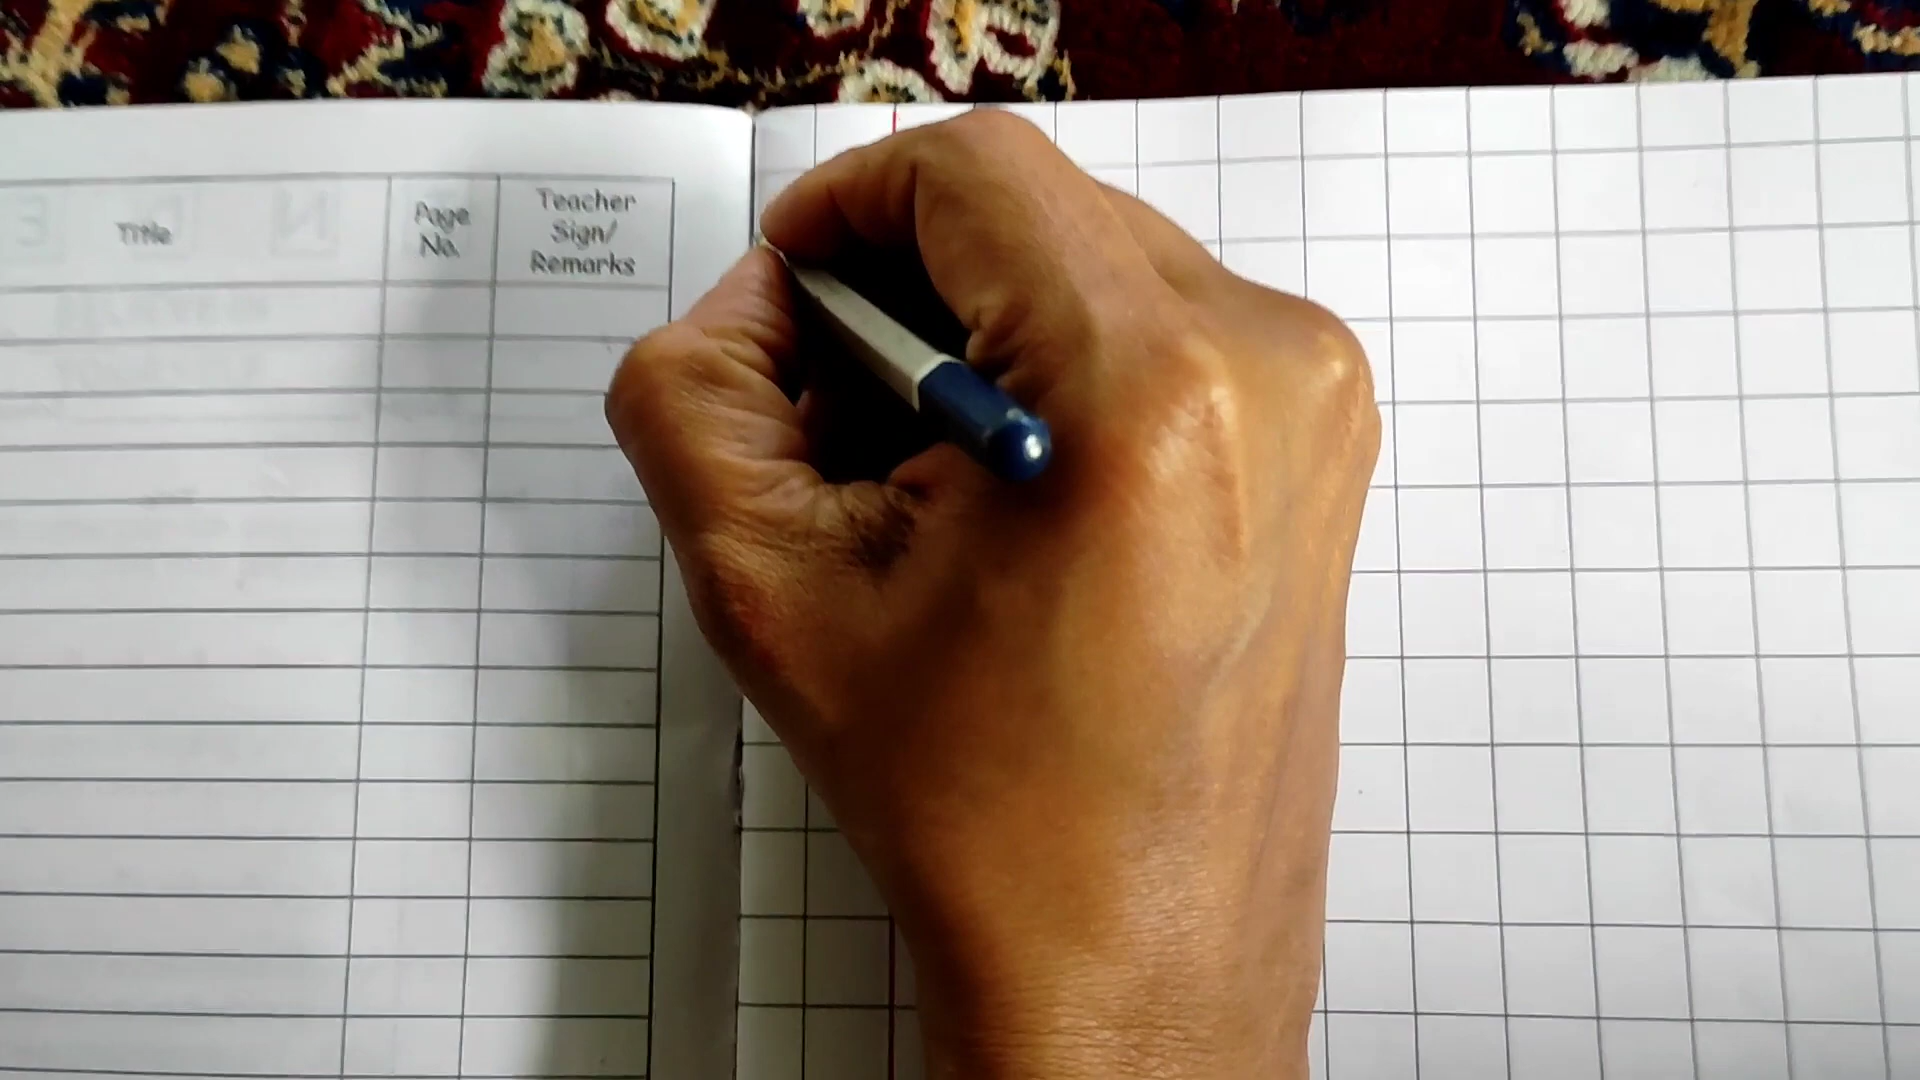 Title
Page
No.
Teacher
Sign/
Remarks